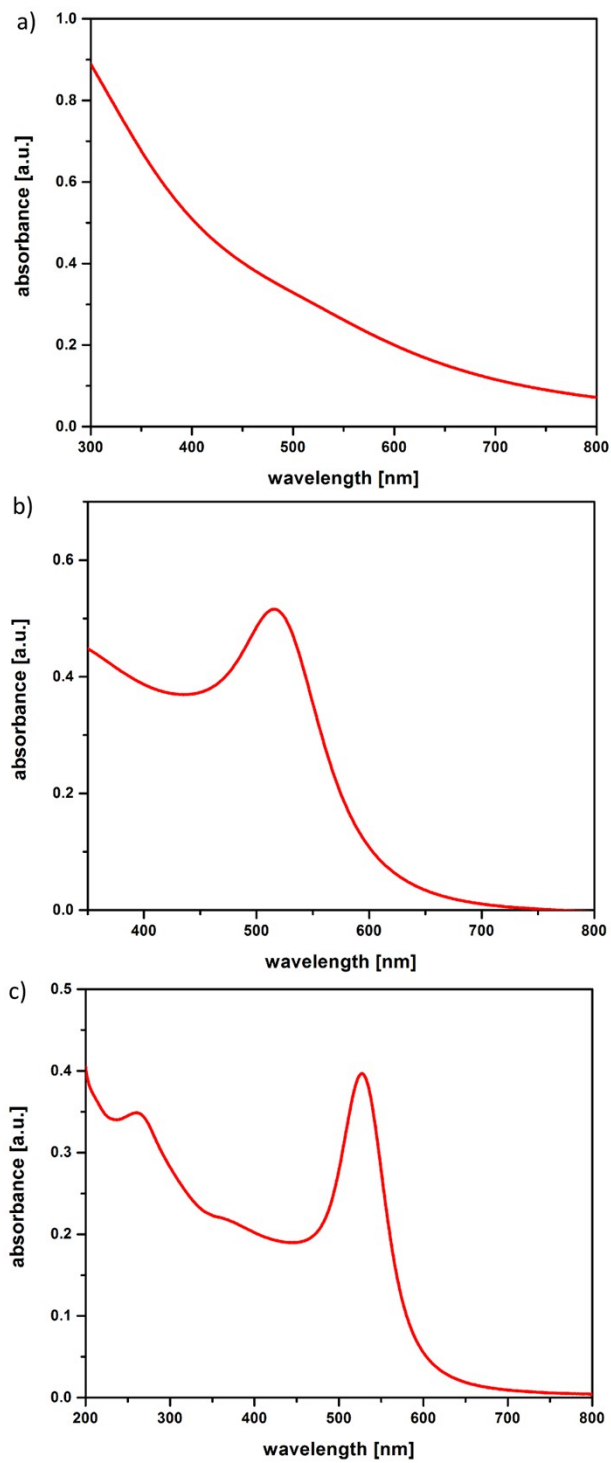 a)
1.0
0.8
0.6
0.4
0.2
0.0
absorbance [a.u.]
300 400 500 600 700 800
wavelength [nm]
b)
0.6
0.4
0.2
0.0
absorbance [a.u.]
400 500 600 700 800
wavelength [nm]
c)
0.5
0.4
0.3
0.2
0.1
0.0
absorbance [a.u.]
200 300 400 500 600 700 800
wavelength [nm]